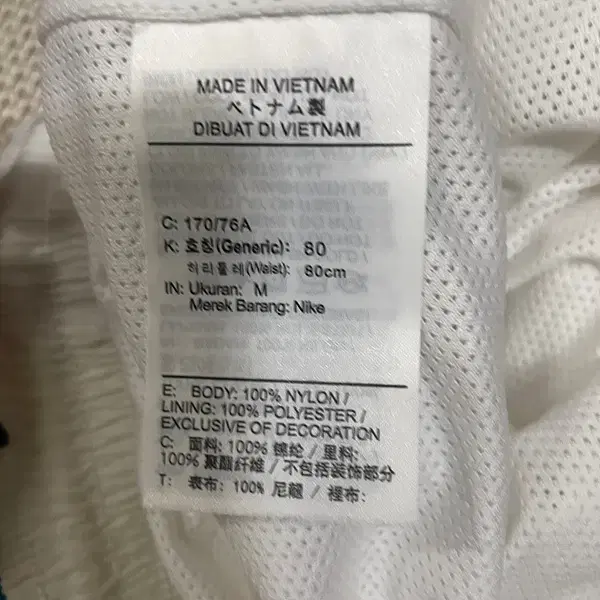 MADE IN VIETNAM
ベトナム製
DIBUAT DI VIETNAM
C: 170/76A
K: 호칭(Generic): 80
허리둘레(Waist): 80cm
IN: Ukuran: M
Merek Barang: Nike
E: BODY: 100% NYLON /
LINING: 100% POLYESTER /
EXCLUSIVE OF DECORATION
C: 面料: 100% 锦纶 / 里料:
100% 聚酯纤维 / 不包括装饰部分
T: 表布: 100% 尼龍 / 裡布: